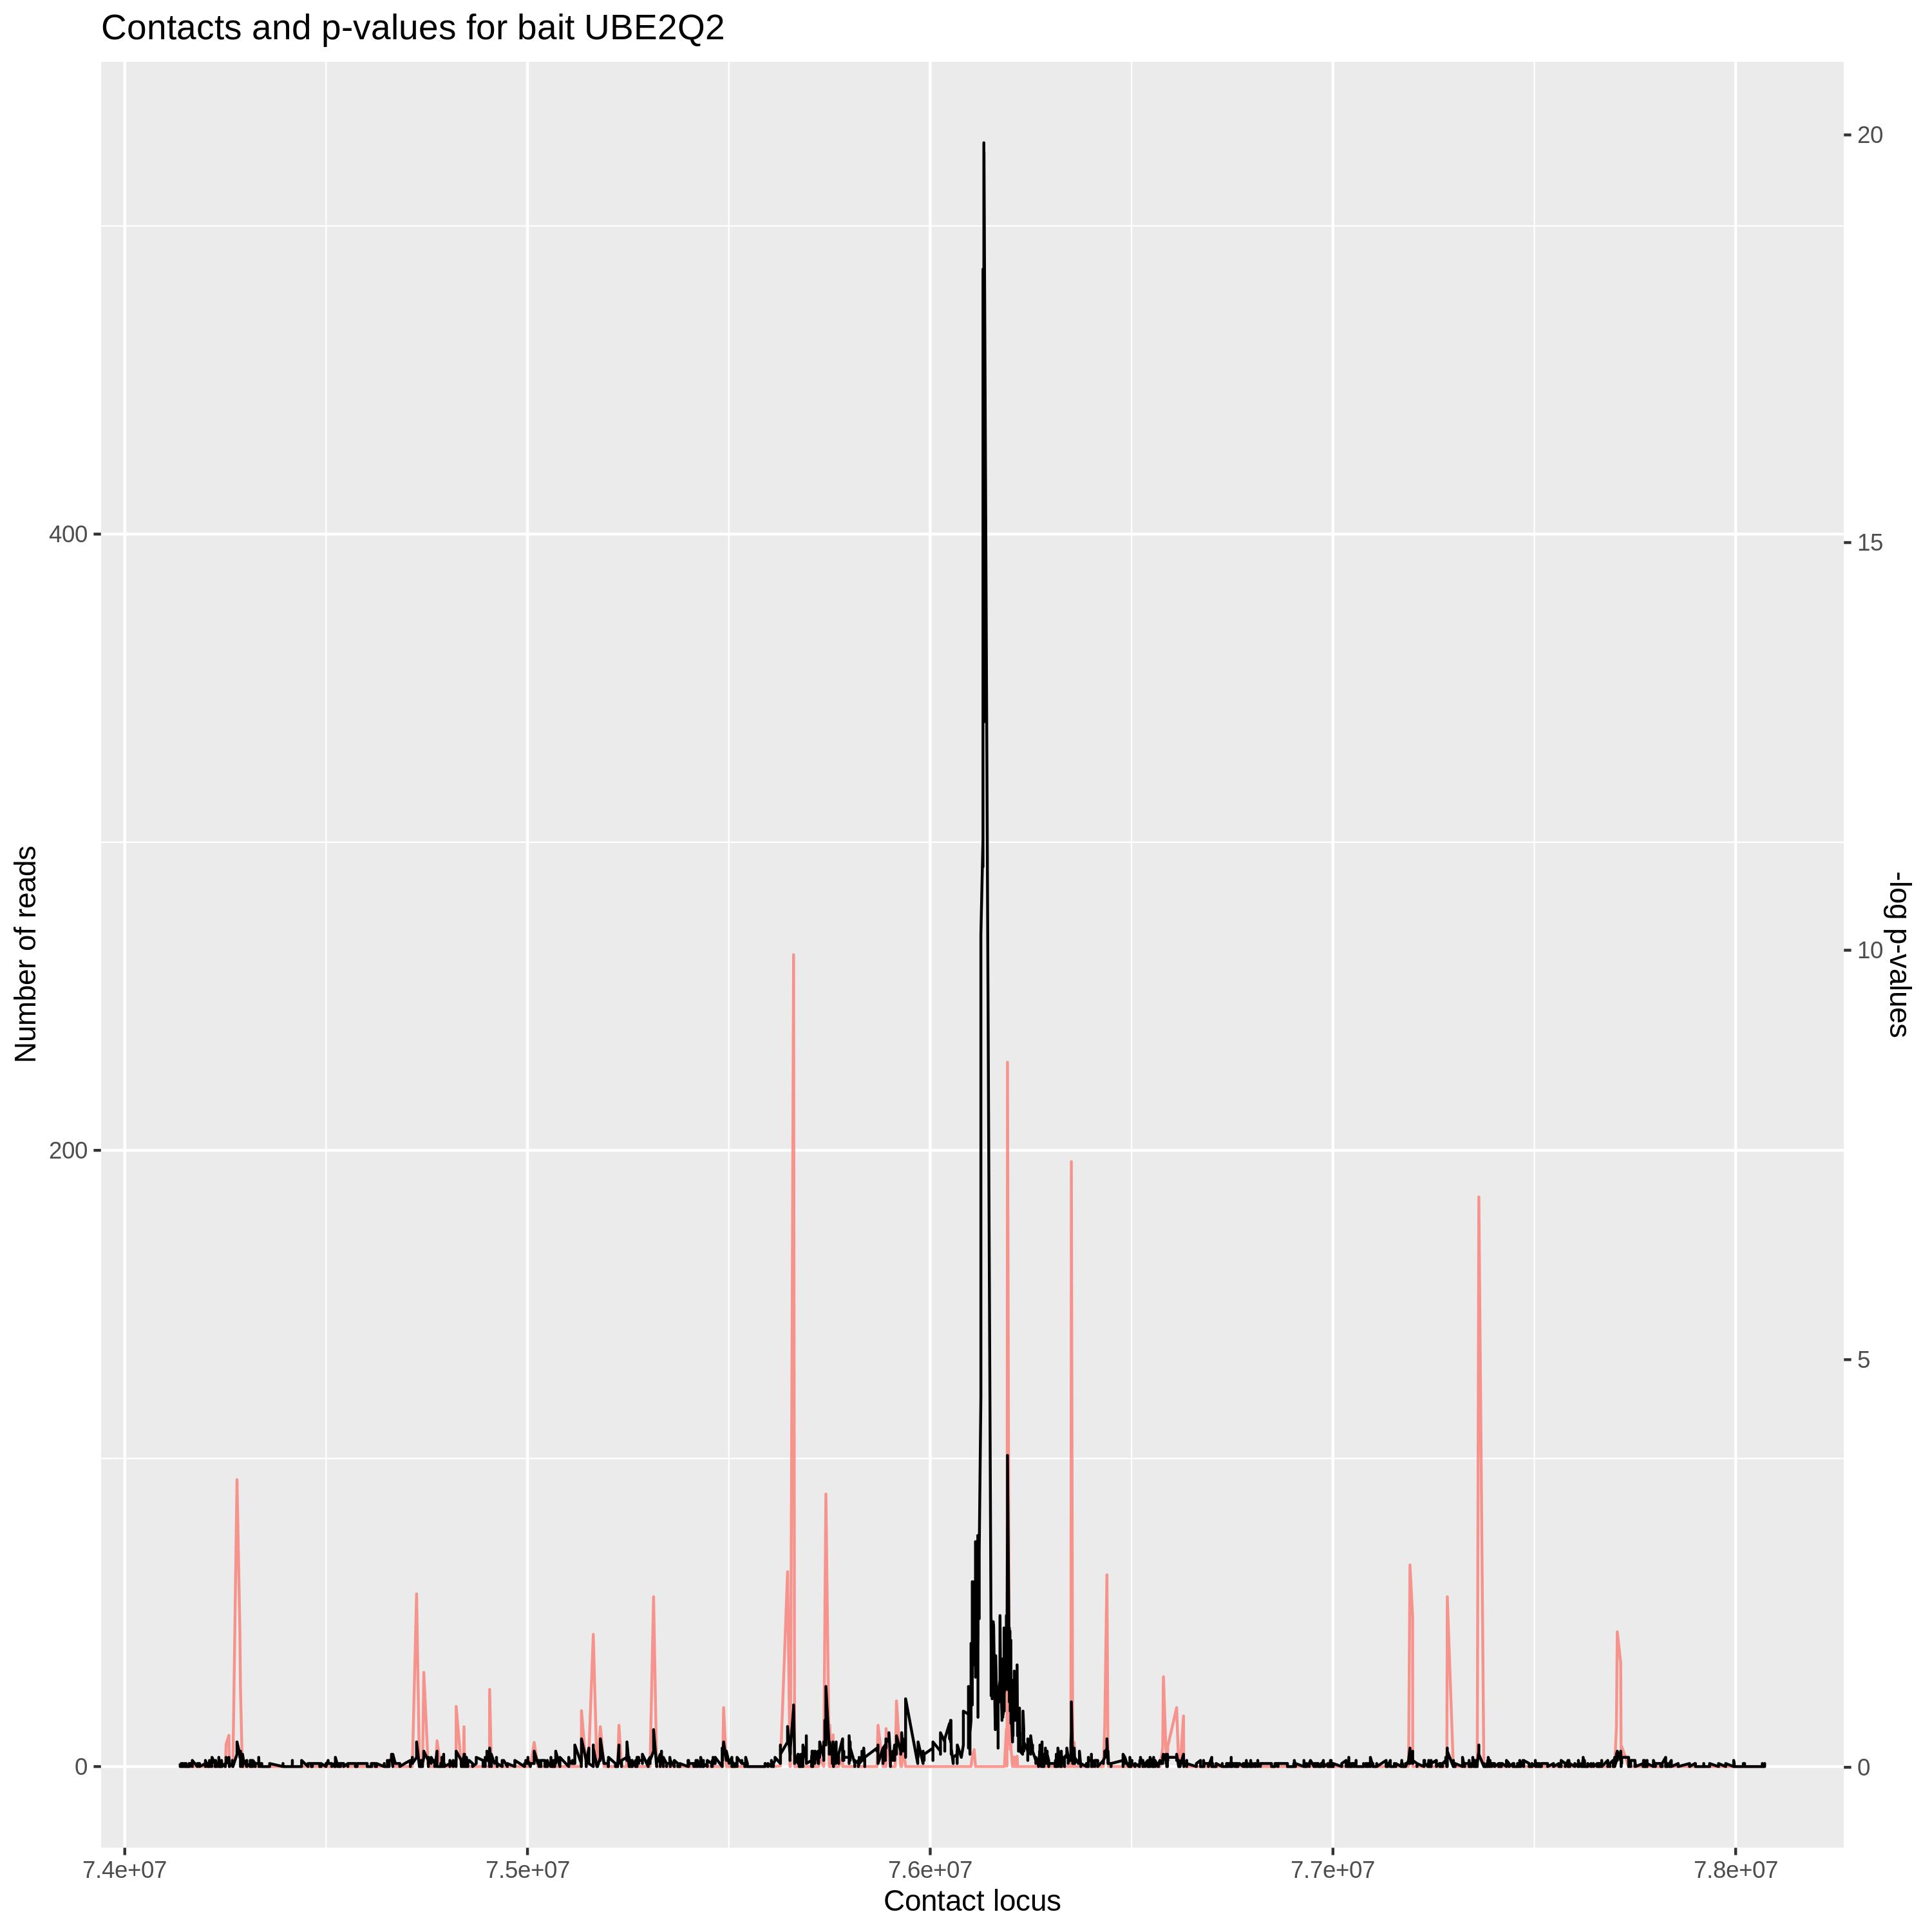 Contacts and p-values for bait UBE2Q2
Number of reads
400
200
0
20
15
10
5
0
-log p-values
7.4e+07
7.5e+07
7.6e+07
7.7e+07
7.8e+07
Contact locus